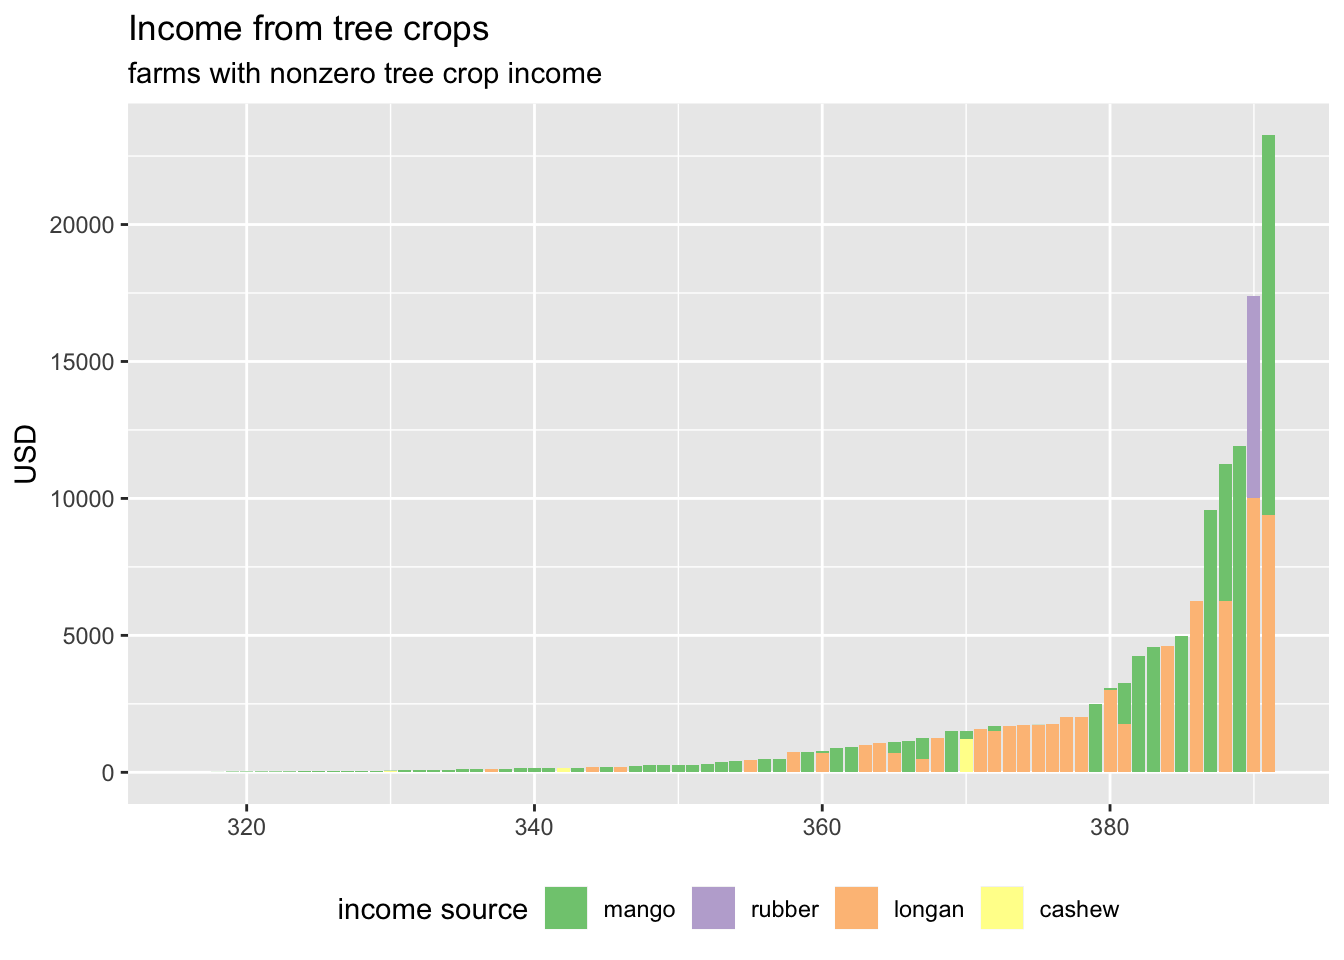 Income from tree crops
farms with nonzero tree crop income
USD
20000
15000
10000
5000
0
320 340 360 380
income source mango rubber longan cashew